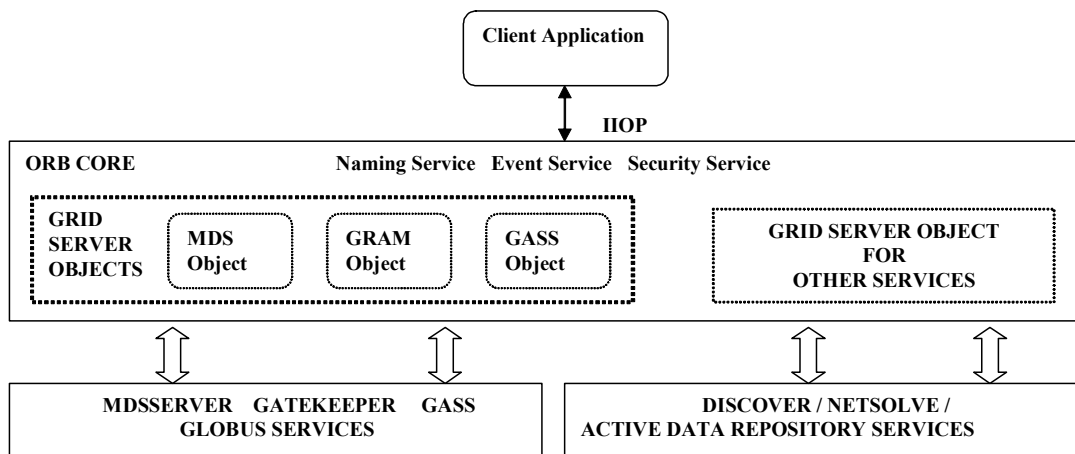 Client Application
IIOP
ORB CORE
Naming Service Event Service Security Service
GRID
SERVER
OBJECTS
MDS
Object
GRAM
Object
GASS
Object
GRID SERVER OBJECT
FOR
OTHER SERVICES
MDSSERVER GATEKEEPER GASS
GLOBUS SERVICES
DISCOVER / NETSOLVE /
ACTIVE DATA REPOSITORY SERVICES